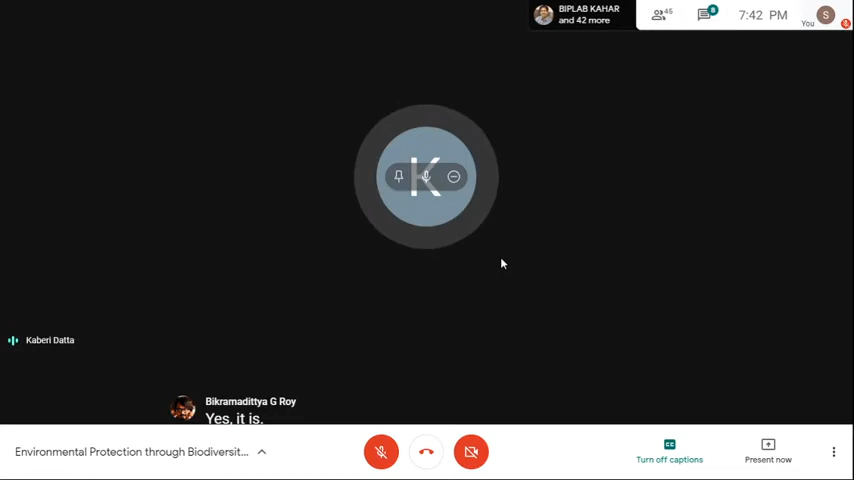 BIPLAB KAHAR
and 42 more
45
8
7:42 PM
You
S
K
Kaberi Datta
Bikramadittya G Roy
Yes, it is.
Environmental Protection through Biodiversit...
Turn off captions
Present now